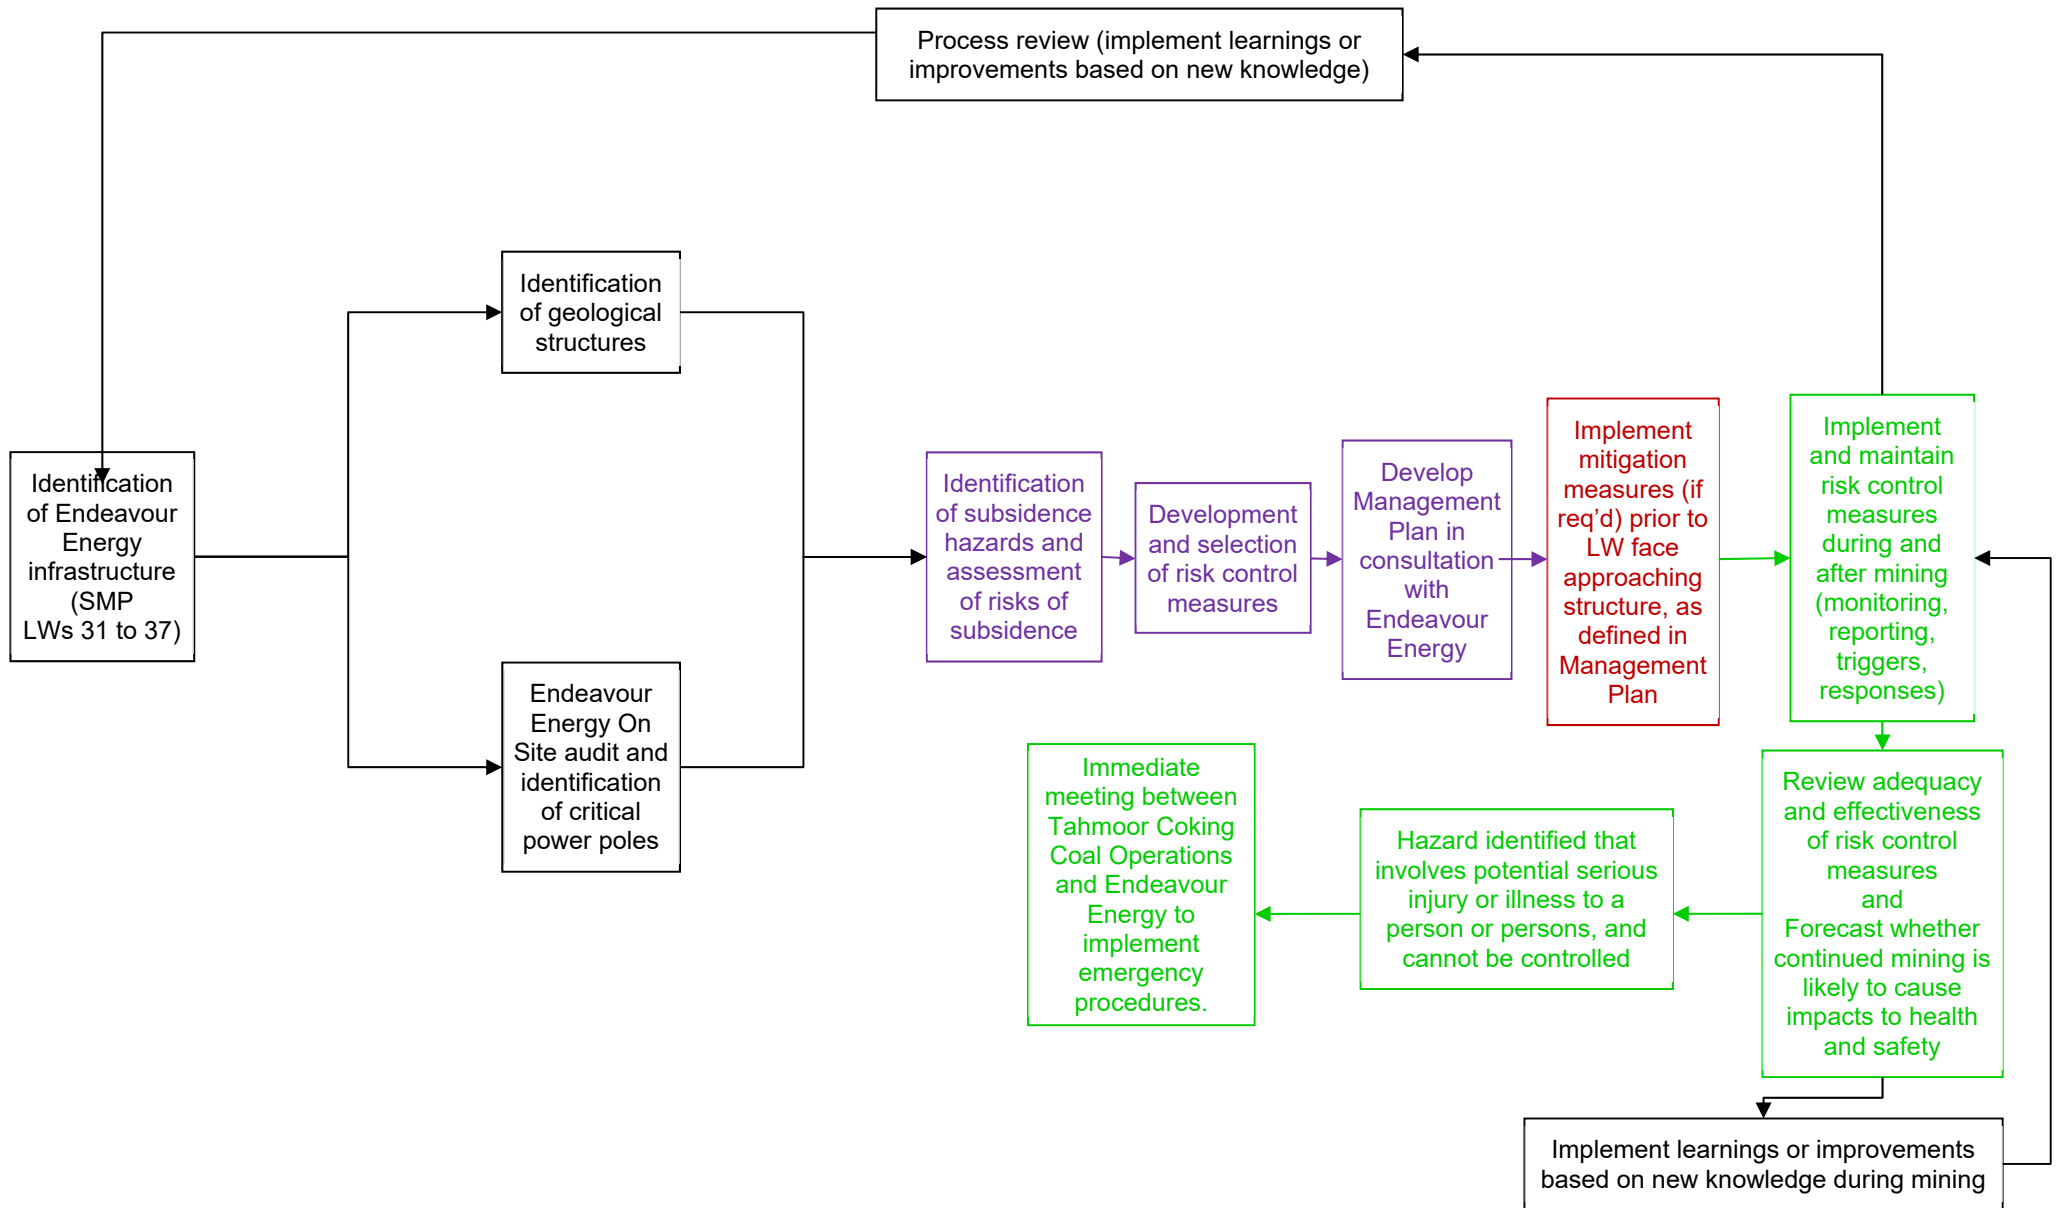 Process review (implement learnings or
improvements based on new knowledge)
Identification
of geological
structures
Identification
of Endeavour
Energy
infrastructure
(SMP
LWs 31 to 37)
Endeavour
Energy On
Site audit and
identification
of critical
power poles
Identification
of subsidence
hazards and
assessment
of risks of
subsidence
Development
and selection
of risk control
measures
Develop
Management
Plan in
consultation
with
Endeavour
Energy
Implement
mitigation
measures (if
req’d) prior to
LW face
approaching
structure, as
defined in
Management
Plan
Implement
and maintain
risk control
measures
during and
after mining
(monitoring,
reporting,
triggers,
responses)
Review adequacy
and effectiveness
of risk control
measures
and
Forecast whether
continued mining is
likely to cause
impacts to health
and safety
Hazard identified that
involves potential serious
injury or illness to a
person or persons, and
cannot be controlled
Immediate
meeting between
Tahmoor Coking
Coal Operations
and Endeavour
Energy to
implement
emergency
procedures.
Implement learnings or improvements
based on new knowledge during mining